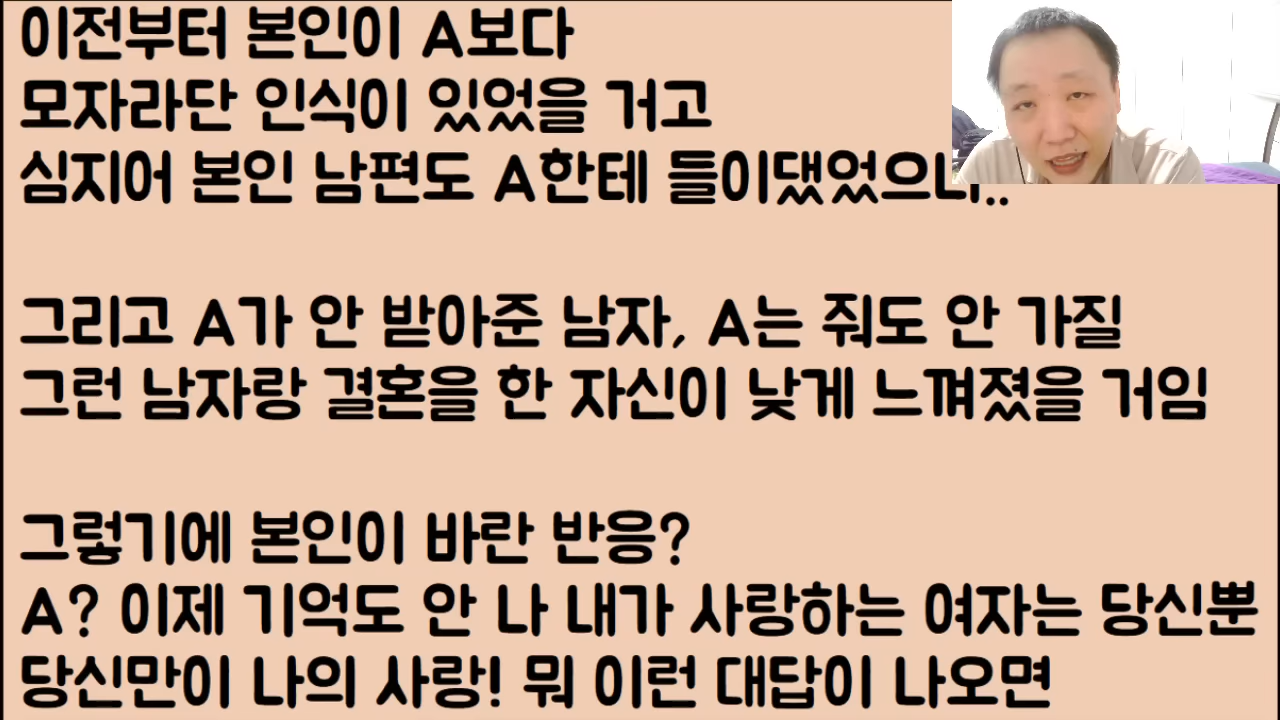 이전부터 본인이 A보다
모자라단 인식이 있었을 거고
심지어 본인 남편도 A한테 들이댔었으니..
그리고 A가 안 받아준 남자, A는 줘도 안 가질
그런 남자랑 결혼을 한 자신이 낮게 느껴졌을 거임
그렇기에 본인이 바란 반응?
A? 이제 기억도 안 나 내가 사랑하는 여자는 당신뿐
당신만이 나의 사랑! 뭐 이런 대답이 나오면